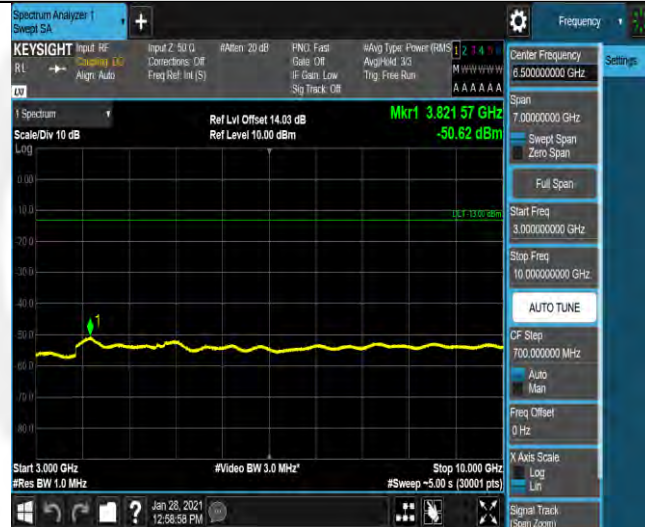 Spectrum Analyzer 1
Swept SA
+
Frequency
KEYSIGHT Input: RF
RL
Coupling: DC
Align: Auto
LXI
Input Z: 50 Ω
Corrections: Off
Freq Ref: Int (S)
#Atten: 20 dB
PNO: Fast
Gate: Off
IF Gain: Low
Sig Track: Off
#Avg Type: Power (RMS
Avg|Hold: 3/3
Trig: Free Run
1 2 3 4 5 6
M W W W W W
A A A A A A
1 Spectrum
Scale/Div 10 dB
Log
Ref Lvl Offset 14.03 dB
Ref Level 10.00 dBm
Mkr1 3.821 57 GHz
-50.62 dBm
0.00
-10.0
-20.0
-30.0
-40.0
-50.0
-60.0
-70.0
-80.0
DL1 -13.00 dBm
1
Start 3.000 GHz
#Res BW 1.0 MHz
#Video BW 3.0 MHz*
Stop 10.000 GHz
#Sweep ~5.00 s (30001 pts)
Jan 28, 2021
12:58:58 PM
?
Center Frequency
6.500000000 GHz
Settings
Span
7.00000000 GHz
Swept Span
Zero Span
Full Span
Start Freq
3.000000000 GHz
Stop Freq
10.000000000 GHz
AUTO TUNE
CF Step
700.000000 MHz
Auto
Man
Freq Offset
0 Hz
X Axis Scale
Log
Lin
Signal Track
(Span Zoom)